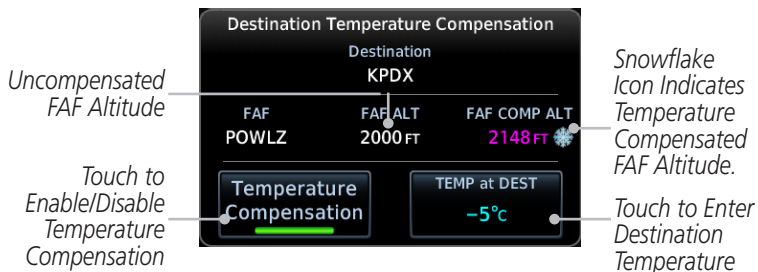 Destination Temperature Compensation
Destination
KPDX
Uncompensated
FAF Altitude
FAF FAF ALT FAF COMP ALT
POWLZ 2000 FT 2148 FT
Snowflake
Icon Indicates
Temperature
Compensated
FAF Altitude.
Touch to
Enable/Disable
Temperature
Compensation
Temperature
Compensation
TEMP at DEST
-5°C
Touch to Enter
Destination
Temperature